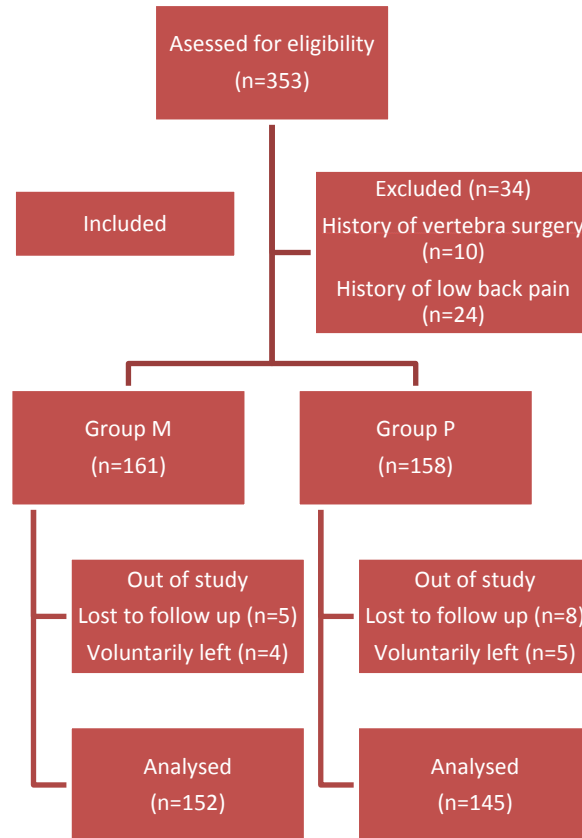 Asessed for eligibility
(n=353)
Included
Excluded (n=34)
History of vertebra surgery
(n=10)
History of low back pain
(n=24)
Group M
(n=161)
Group P
(n=158)
Out of study
Lost to follow up (n=5)
Voluntarily left (n=4)
Out of study
Lost to follow up (n=8)
Voluntarily left (n=5)
Analysed
(n=152)
Analysed
(n=145)